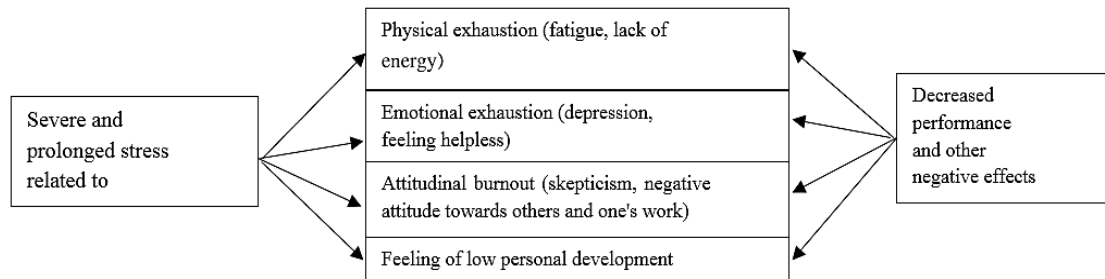 Severe and
prolonged stress
related to
Physical exhaustion (fatigue, lack of
energy)
Emotional exhaustion (depression,
feeling helpless)
Attitudinal burnout (skepticism, negative
attitude towards others and one's work)
Feeling of low personal development
Decreased
performance
and other
negative effects